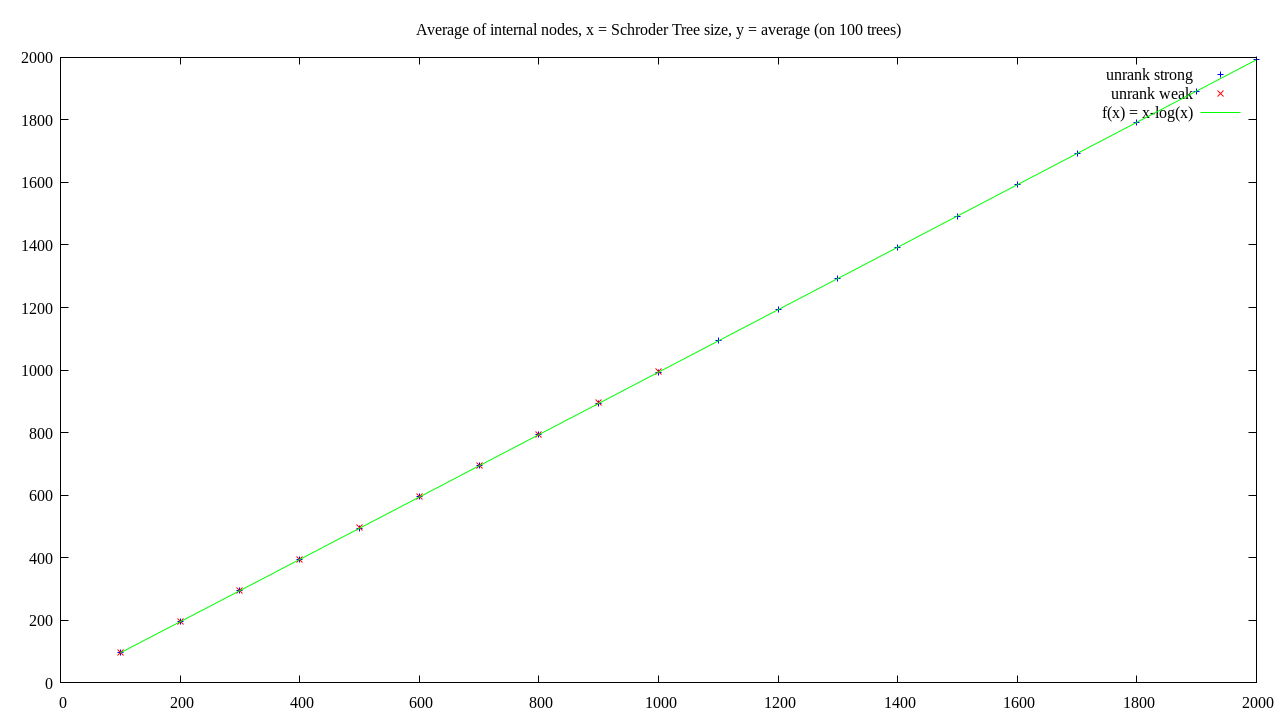 Average of internal nodes, x = Schroder Tree size, y = average (on 100 trees)
2000
1800
1600
1400
1200
1000
800
600
400
200
0
unrank strong
unrank weak
f(x) = x-log(x)
0 200 400 600 800 1000 1200 1400 1600 1800 2000